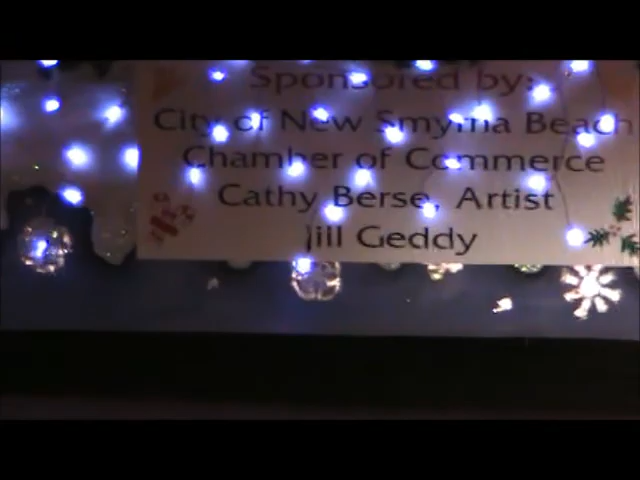 Sponsored by:
City of New Smyrna Beach
Chamber of Commerce
Cathy Berse, Artist
Jill Geddy